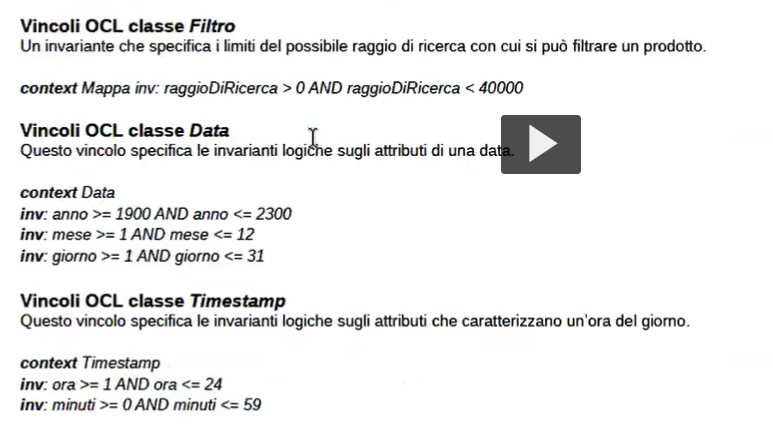 Vincoli OCL classe Filtro
Un invariante che specifica i limiti del possibile raggio di ricerca con cui si può filtrare un prodotto.
context Mappa inv: raggioDiRicerca > 0 AND raggioDiRicerca < 40000
Vincoli OCL classe Data
Questo vincolo specifica le invarianti logiche sugli attributi di una data.
context Data
inv: anno >= 1900 AND anno <= 2300
inv: mese >= 1 AND mese <= 12
inv: giorno >= 1 AND giorno <= 31
Vincoli OCL classe Timestamp
Questo vincolo specifica le invarianti logiche sugli attributi che caratterizzano un'ora del giorno.
context Timestamp
inv: ora >= 1 AND ora <= 24
inv: minuti >= 0 AND minuti <= 59